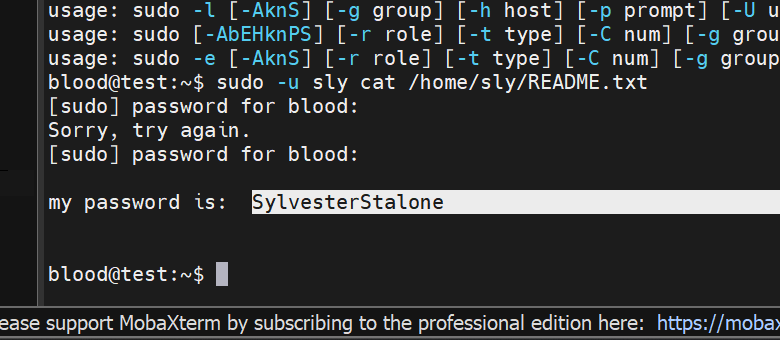 usage: sudo -l [-AknS] [-g group] [-h host] [-p prompt] [-U u
usage: sudo [-AbEHknPS] [-r role] [-t type] [-C num] [-g grou
usage: sudo -e [-AknS] [-r role] [-t type] [-C num] [-g group
blood@test:~$ sudo -u sly cat /home/sly/README.txt
[sudo] password for blood:
Sorry, try again.
[sudo] password for blood:
my password is:  SylvesterStalone
blood@test:~$
ease support MobaXterm by subscribing to the professional edition here:  https://mobax